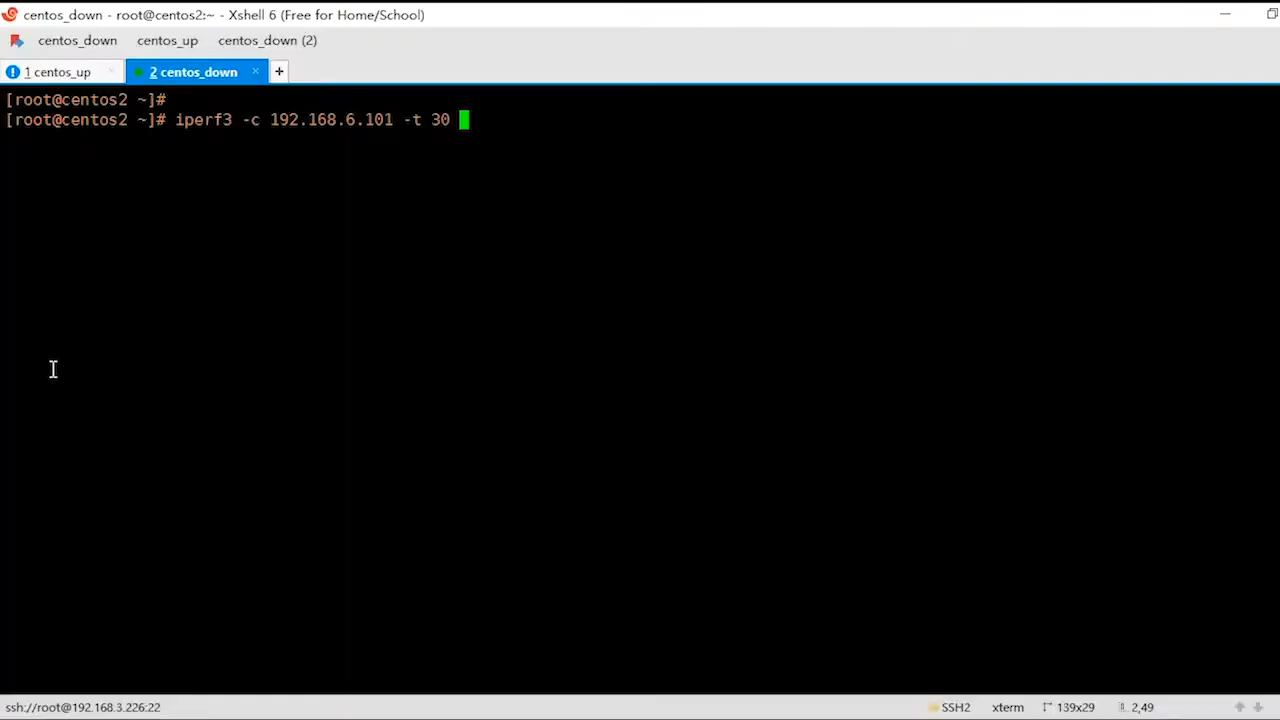 centos_down - root@centos2:~ - Xshell 6 (Free for Home/School)
centos_down centos_up centos_down (2)
1 centos_up × 2 centos_down × +
[root@centos2 ~]#
[root@centos2 ~]# iperf3 -c 192.168.6.101 -t 30
ssh://root@192.168.3.226:22 SSH2 xterm 139x29 2,49